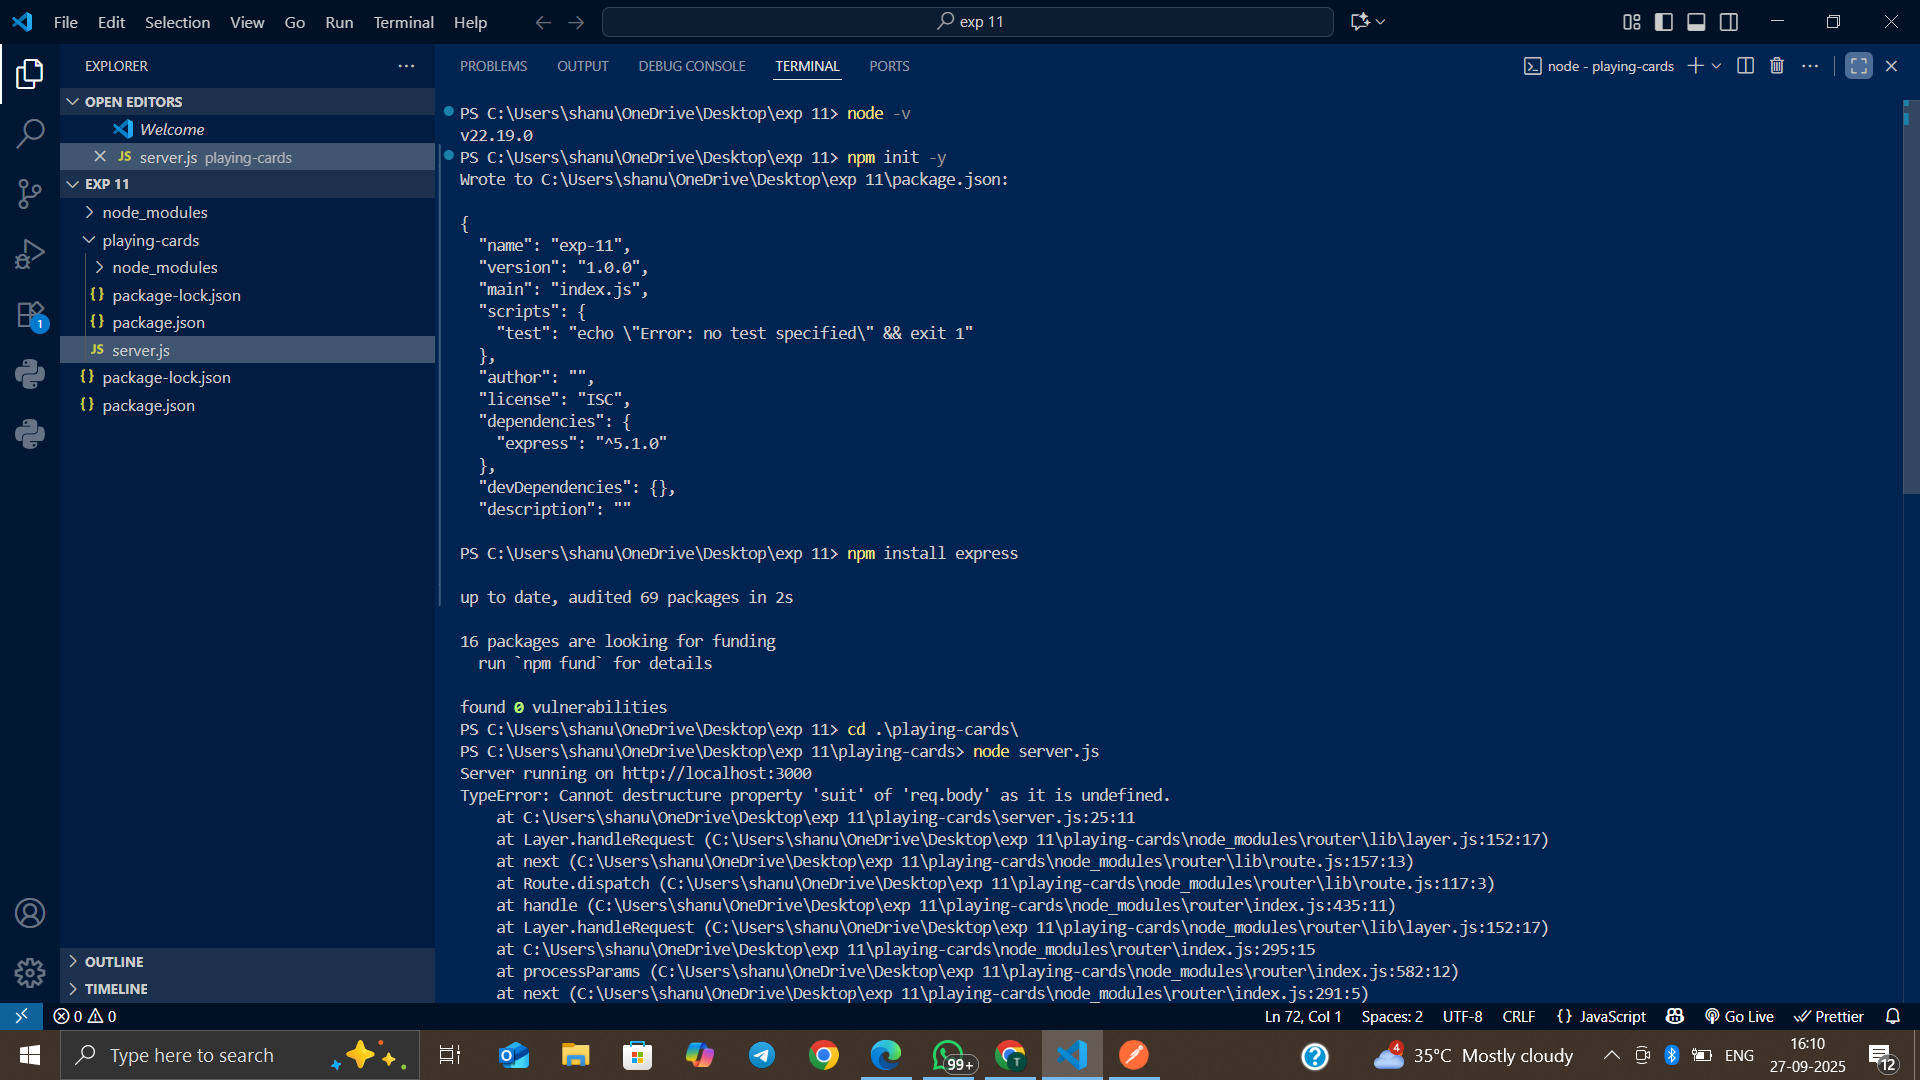 File Edit Selection View Go Run Terminal Help
exp 11
EXPLORER
OPEN EDITORS
Welcome
JS server.js playing-cards
EXP 11
node_modules
playing-cards
node_modules
{} package-lock.json
{} package.json
JS server.js
{} package-lock.json
{} package.json
1
OUTLINE
TIMELINE
PROBLEMS OUTPUT DEBUG CONSOLE TERMINAL PORTS
node - playing-cards
PS C:\Users\shanu\OneDrive\Desktop\exp 11> node -v
v22.19.0
PS C:\Users\shanu\OneDrive\Desktop\exp 11> npm init -y
Wrote to C:\Users\shanu\OneDrive\Desktop\exp 11\package.json:
{
"name": "exp-11",
"version": "1.0.0",
"main": "index.js",
"scripts": {
"test": "echo \"Error: no test specified\" && exit 1"
},
"author": "",
"license": "ISC",
"dependencies": {
"express": "^5.1.0"
},
"devDependencies": {},
"description": ""
PS C:\Users\shanu\OneDrive\Desktop\exp 11> npm install express
up to date, audited 69 packages in 2s
16 packages are looking for funding
run `npm fund` for details
found 0 vulnerabilities
PS C:\Users\shanu\OneDrive\Desktop\exp 11> cd .\playing-cards\
PS C:\Users\shanu\OneDrive\Desktop\exp 11\playing-cards> node server.js
Server running on http://localhost:3000
TypeError: Cannot destructure property 'suit' of 'req.body' as it is undefined.
at C:\Users\shanu\OneDrive\Desktop\exp 11\playing-cards\server.js:25:11
at Layer.handleRequest (C:\Users\shanu\OneDrive\Desktop\exp 11\playing-cards\node_modules\router\lib\layer.js:152:17)
at next (C:\Users\shanu\OneDrive\Desktop\exp 11\playing-cards\node_modules\router\lib\route.js:157:13)
at Route.dispatch (C:\Users\shanu\OneDrive\Desktop\exp 11\playing-cards\node_modules\router\lib\route.js:117:3)
at handle (C:\Users\shanu\OneDrive\Desktop\exp 11\playing-cards\node_modules\router\index.js:435:11)
at Layer.handleRequest (C:\Users\shanu\OneDrive\Desktop\exp 11\playing-cards\node_modules\router\lib\layer.js:152:17)
at C:\Users\shanu\OneDrive\Desktop\exp 11\playing-cards\node_modules\router\index.js:295:15
at processParams (C:\Users\shanu\OneDrive\Desktop\exp 11\playing-cards\node_modules\router\index.js:582:12)
at next (C:\Users\shanu\OneDrive\Desktop\exp 11\playing-cards\node_modules\router\index.js:291:5)
0 0
Ln 72, Col 1 Spaces: 2 UTF-8 CRLF {} JavaScript Go Live Prettier
Type here to search
99+
T
4
35°C Mostly cloudy
ENG
16:10
27-09-2025
12